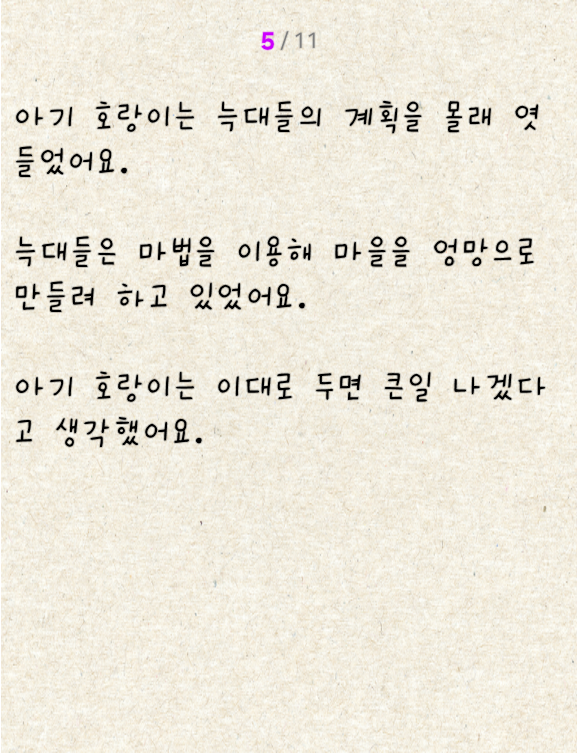 5 / 11
아기 호랑이는 늑대들의 계획을 몰래 엿
들었어요.
늑대들은 마법을 이용해 마을을 엉망으로
만들려 하고 있었어요.
아기 호랑이는 이대로 두면 큰일 나겠다
고 생각했어요.